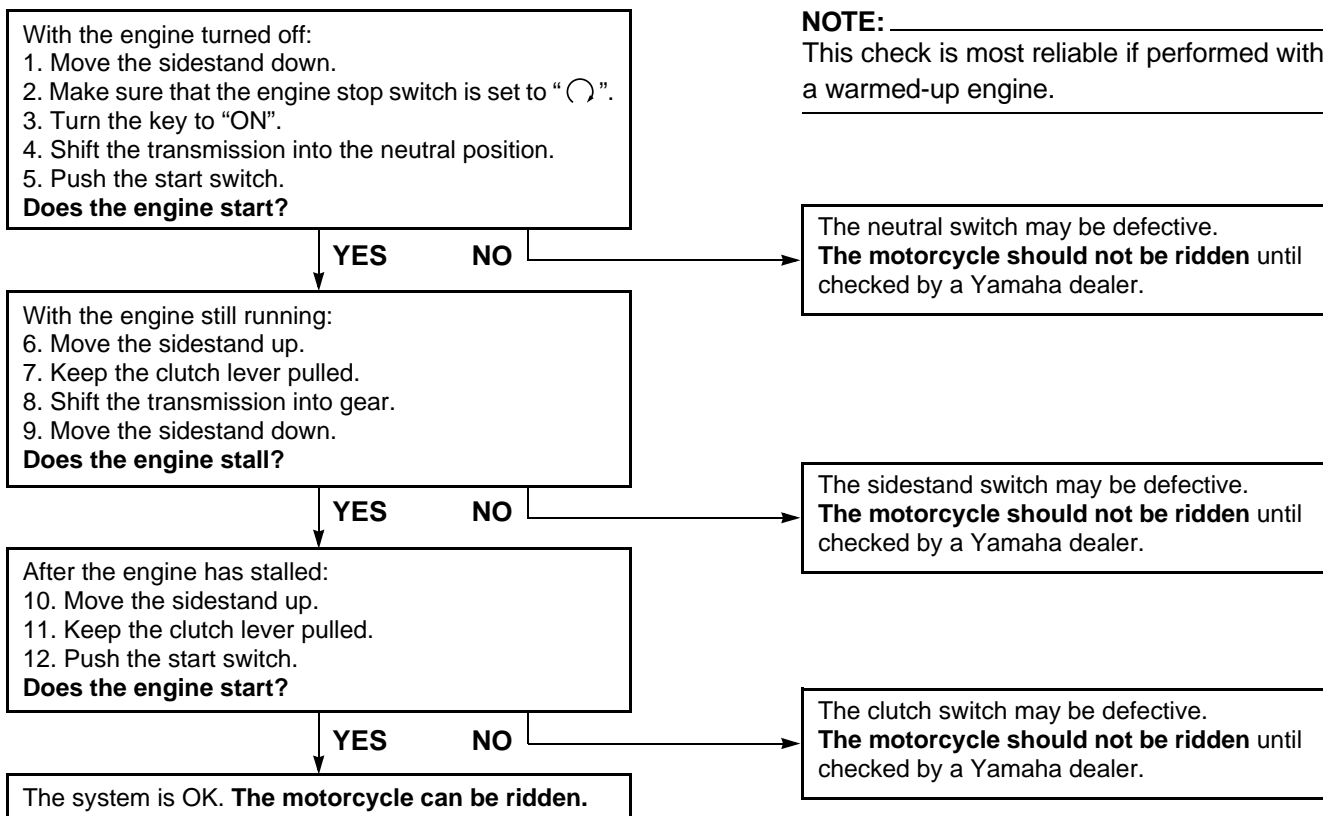 With the engine turned off:
1. Move the sidestand down.
2. Make sure that the engine stop switch is set to “ ”.
3. Turn the key to “ON”.
4. Shift the transmission into the neutral position.
5. Push the start switch.
Does the engine start?
NOTE:
This check is most reliable if performed with
a warmed-up engine.
YES
NO
The neutral switch may be defective.
The motorcycle should not be ridden until
checked by a Yamaha dealer.
With the engine still running:
6. Move the sidestand up.
7. Keep the clutch lever pulled.
8. Shift the transmission into gear.
9. Move the sidestand down.
Does the engine stall?
YES
NO
The sidestand switch may be defective.
The motorcycle should not be ridden until
checked by a Yamaha dealer.
After the engine has stalled:
10. Move the sidestand up.
11. Keep the clutch lever pulled.
12. Push the start switch.
Does the engine start?
YES
NO
The clutch switch may be defective.
The motorcycle should not be ridden until
checked by a Yamaha dealer.
The system is OK. The motorcycle can be ridden.